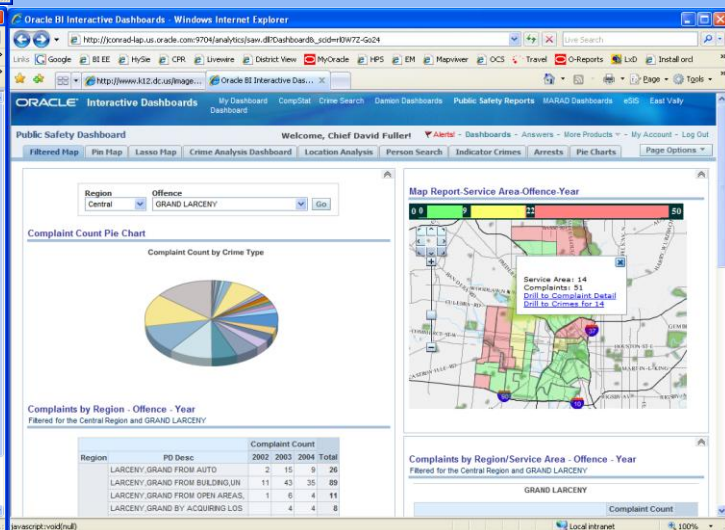 Oracle BI Interactive Dashboards - Windows Internet Explorer
http://jconrad-lap.us.oracle.com:9704/analytics/saw.dll?Dashboard&_scid=rl0W7Z-Go24
Live Search
Links Google BI EE HySie CPR Livewire District View MyOracle HPS EM Mapviwer OCS Travel O-Reports LxD Install ord
http://www.k12.dc.us/image... Oracle BI Interactive Das... Page Tools
ORACLE Interactive Dashboards My Dashboard CompStat Crime Search Damion Dashboards Public Safety Reports MARAD Dashboards eSIS East Vally
Dashboard
Public Safety Dashboard Welcome, Chief David Fuller! Alerts! - Dashboards - Answers - More Products - My Account - Log Out
Filtered Map Pin Map Lasso Map Crime Analysis Dashboard Location Analysis Person Search Indicator Crimes Arrests Pie Charts Page Options
Region Offence
Central GRAND LARCENY Go
Complaint Count Pie Chart
Complaint Count by Crime Type
Complaints by Region - Offence - Year
Filtered for the Central Region and GRAND LARCENY
Complaint Count
Region PD Desc 2002 2003 2004 Total
LARCENY,GRAND FROM AUTO 2 15 9 26
LARCENY,GRAND FROM BUILDING,UN 11 43 35 89
LARCENY,GRAND FROM OPEN AREAS, 1 6 4 11
LARCENY,GRAND BY ACQUIRING LOS 4 4 8
Map Report-Service Area-Offence-Year
0 0 9 22 50
Service Area: 14
Complaints: 51
Drill to Complaint Detail
Drill to Crimes for 14
37
90
10
Complaints by Region/Service Area - Offence - Year
Filtered for the Central Region and GRAND LARCENY
GRAND LARCENY
Complaint Count
javascript:void(null) Local intranet 100%